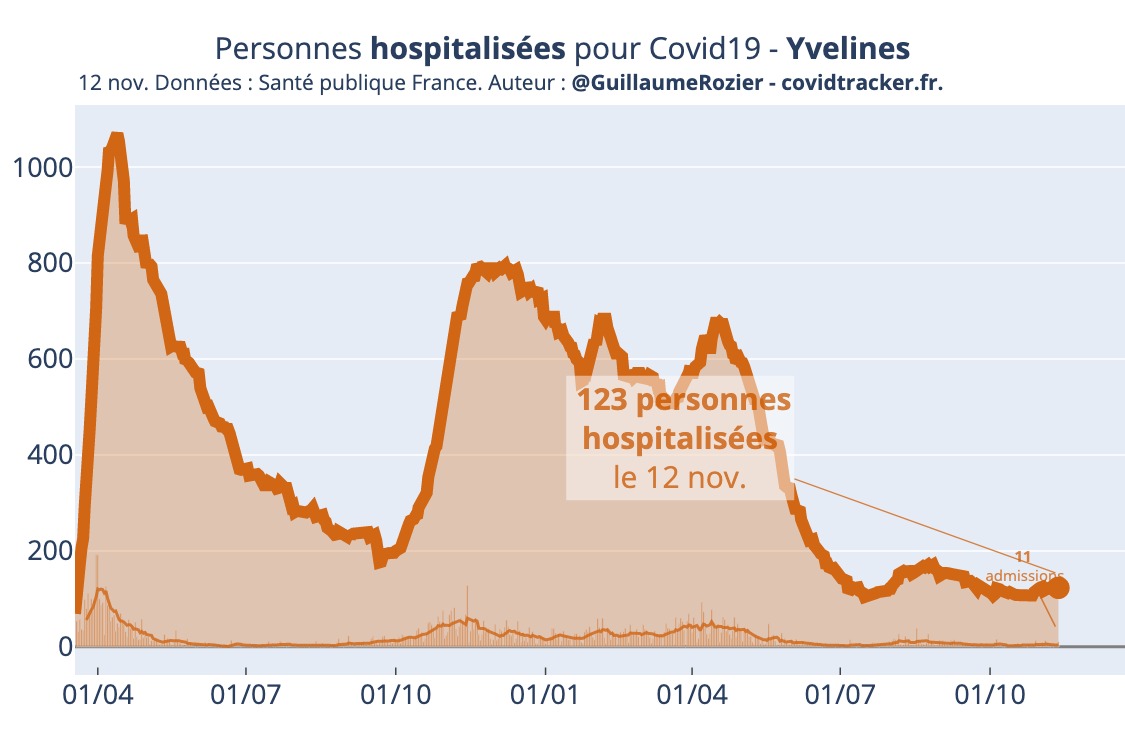 Personnes hospitalisées pour Covid19 - Yvelines
12 nov. Données : Santé publique France. Auteur : @GuillaumeRozier - covidtracker.fr.
1000
800
600
400
200
0
123 personnes
hospitalisées
le 12 nov.
11
admissions
01/04 01/07 01/10 01/01 01/04 01/07 01/10